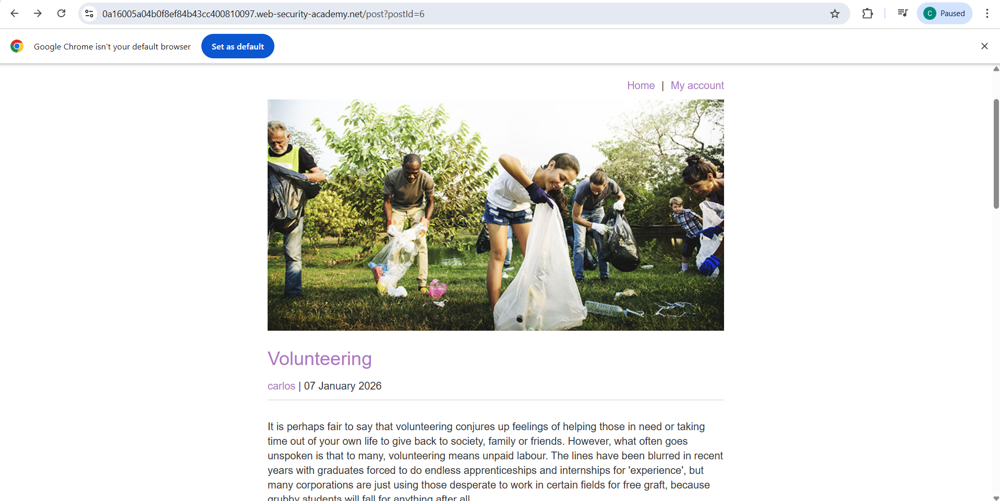 0a16005a04b0f8ef84b43cc400810097.web-security-academy.net/post?postId=6
C Paused
Google Chrome isn't your default browser Set as default
Home | My account
Volunteering
carlos | 07 January 2026
It is perhaps fair to say that volunteering conjures up feelings of helping those in need or taking
time out of your own life to give back to society, family or friends. However, what often goes
unspoken is that to many, volunteering means unpaid labour. The lines have been blurred in recent
years with graduates forced to do endless apprenticeships and internships for 'experience', but
many corporations are just using those desperate to work in certain fields for free graft, because
grubby students will fall for anything after all.